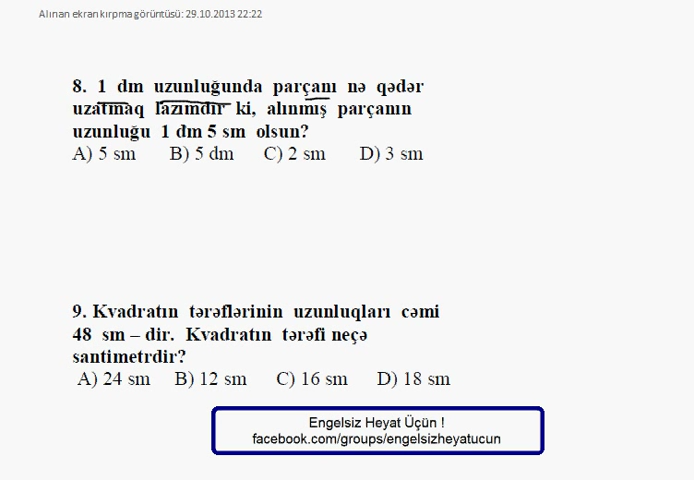 Alınan ekran kırpma görüntüsü: 29.10.2013 22:22
8. 1 dm uzunluğunda parçanı nə qədər
uzatmaq lazımdır ki, alınmış parçanın
uzunluğu 1 dm 5 sm olsun?
A) 5 sm B) 5 dm C) 2 sm D) 3 sm
9. Kvadratın tərəflərinin uzunluqları cəmi
48 sm – dir. Kvadratın tərəfi neçə
santimetrdir?
A) 24 sm B) 12 sm C) 16 sm D) 18 sm
Engelsiz Heyat Üçün !
facebook.com/groups/engelsizheyatucun